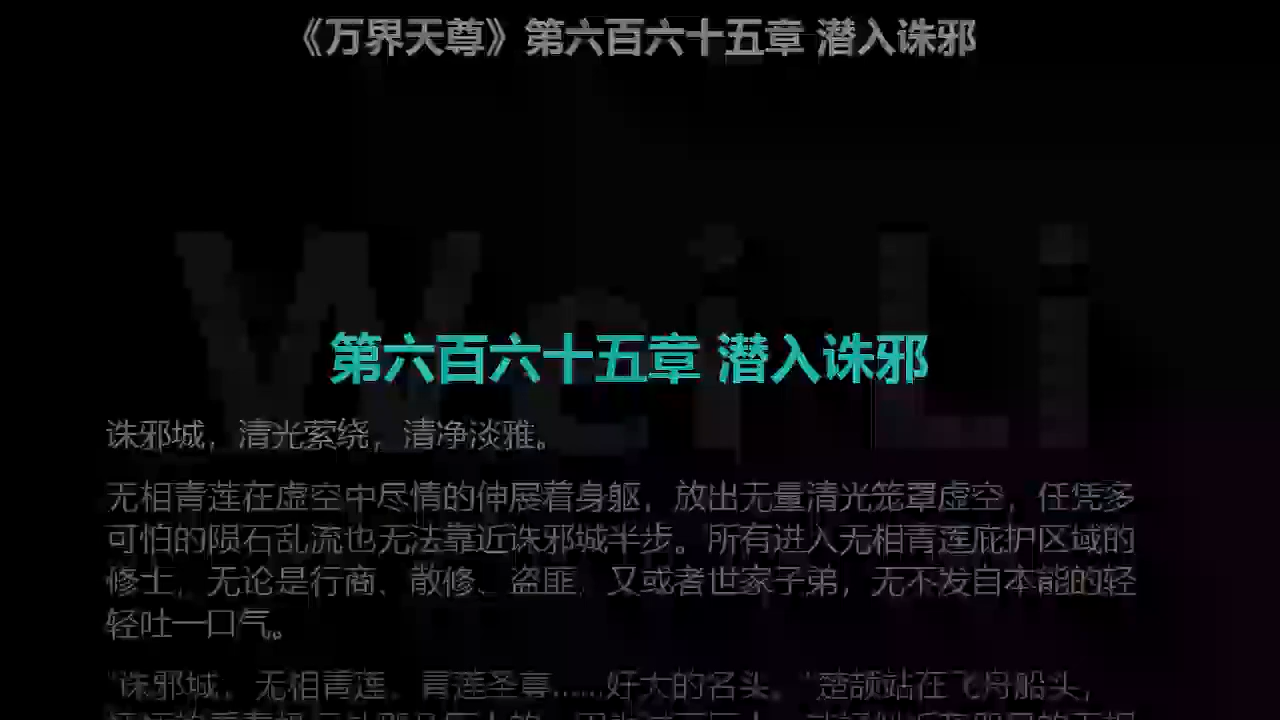 《万界天尊》第六百六十五章 潜入诛邪
Wei Li
第六百六十五章 潜入诛邪
诛邪城，清光萦绕，清净淡雅。
无相青莲在虚空中尽情的伸展着身躯，放出无量清光笼罩虚空，任凭多
可怕的陨石乱流也无法靠近诛邪城半步。所有进入无相青莲庇护区域的
修士，无论是行商、散修、盗匪，又或者世家子弟，无不发自本能的轻
轻吐一口气。
“诛邪城，无相青莲，青莲圣尊……好大的名头。”楚颉站在飞舟船头，